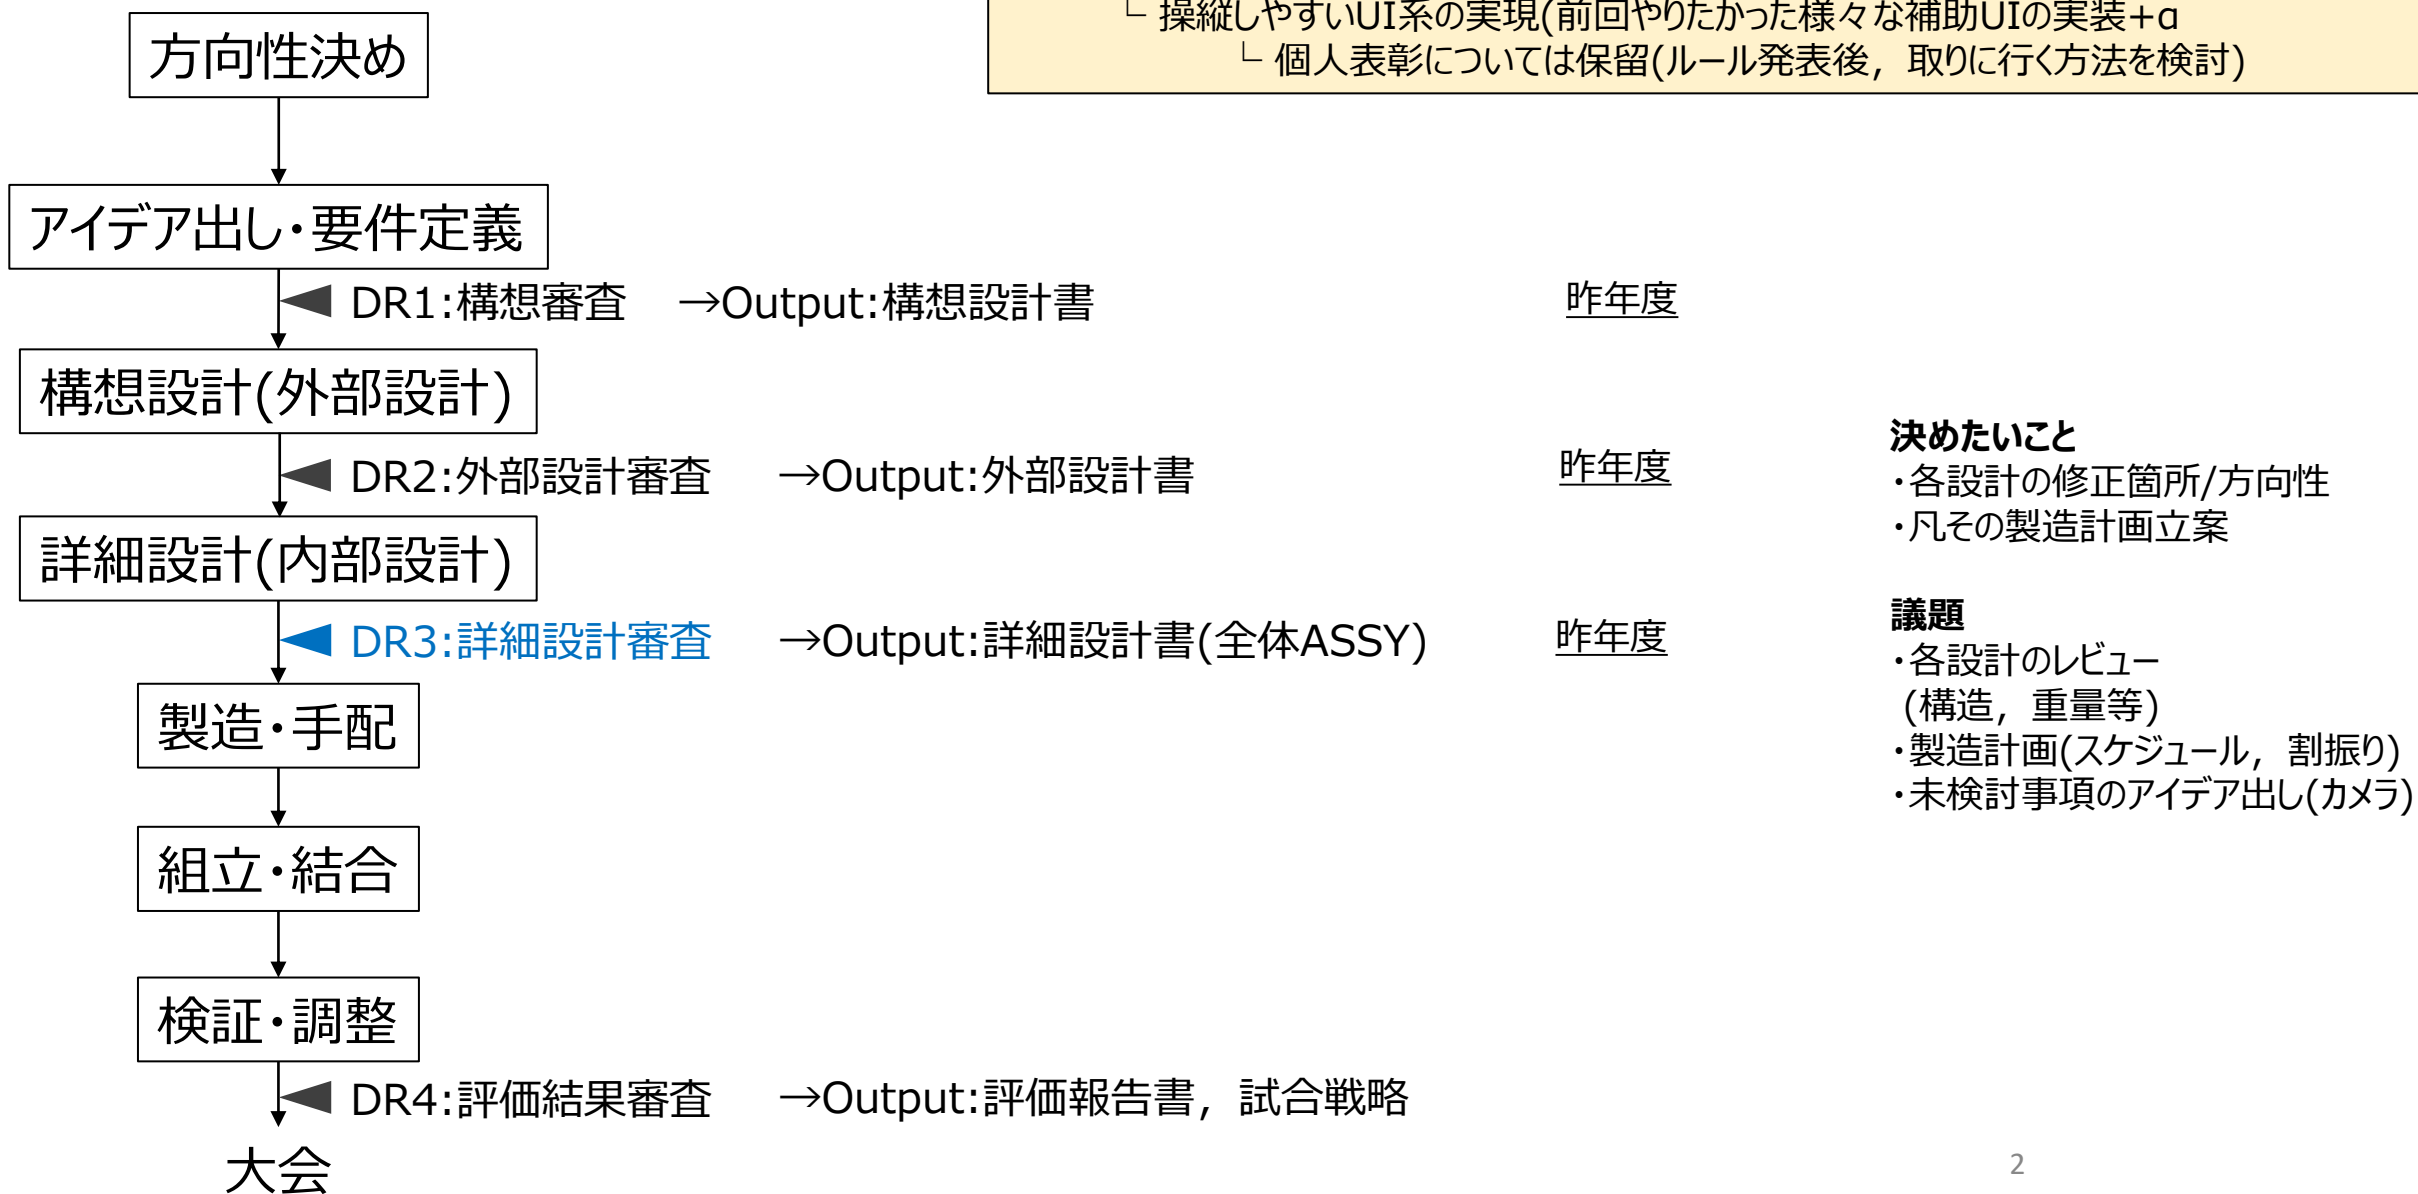 └ 操縦しやすいUI系の実現(前回やりたかった様々な補助UIの実装+α
└ 個人表彰については保留(ルール発表後，取りに行く方法を検討)
方向性決め
アイデア出し・要件定義
DR1:構想審査 →Output:構想設計書 昨年度
構想設計(外部設計)
DR2:外部設計審査 →Output:外部設計書 昨年度
詳細設計(内部設計)
DR3:詳細設計審査 →Output:詳細設計書(全体ASSY) 昨年度
製造・手配
組立・結合
検証・調整
DR4:評価結果審査 →Output:評価報告書，試合戦略
大会
決めたいこと
・各設計の修正箇所/方向性
・凡その製造計画立案
議題
・各設計のレビュー
(構造，重量等)
・製造計画(スケジュール，割振り)
・未検討事項のアイデア出し(カメラ)
2